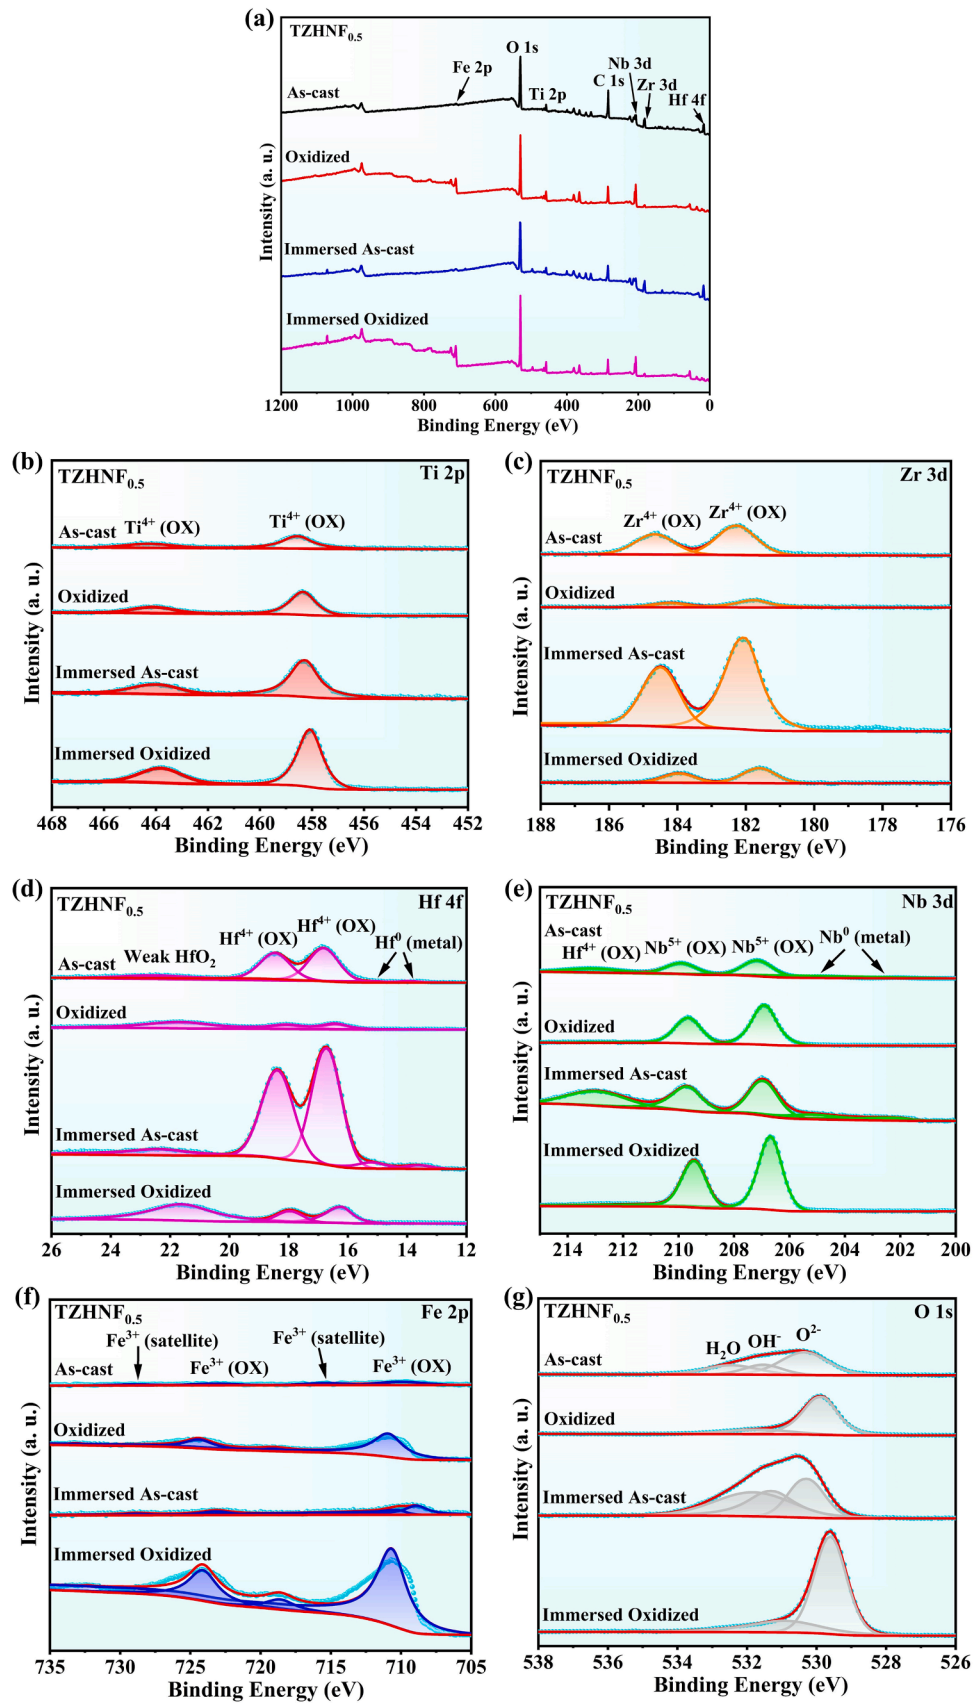 (a)
TZHNF0.5
O 1s
Fe 2p
Nb 3d
Ti 2p
C 1s
Zr 3d
Hf 4f
As-cast
Oxidized
Immersed As-cast
Immersed Oxidized
Intensity (a. u.)
1200 1000 800 600 400 200 0
Binding Energy (eV)
(b)
TZHNF0.5
Ti 2p
As-cast
Ti4+ (OX)
Ti4+ (OX)
Oxidized
Immersed As-cast
Immersed Oxidized
Intensity (a. u.)
468 466 464 462 460 458 456 454 452
Binding Energy (eV)
(c)
TZHNF0.5
Zr 3d
As-cast
Zr4+ (OX)
Zr4+ (OX)
Oxidized
Immersed As-cast
Immersed Oxidized
Intensity (a. u.)
188 186 184 182 180 178 176
Binding Energy (eV)
(d)
TZHNF0.5
Hf 4f
As-cast
Weak HfO2
Hf4+ (OX)
Hf4+ (OX)
Hf0 (metal)
Oxidized
Immersed As-cast
Immersed Oxidized
Intensity (a. u.)
26 24 22 20 18 16 14 12
Binding Energy (eV)
(e)
TZHNF0.5
Nb 3d
As-cast
Hf4+ (OX)
Nb5+ (OX)
Nb5+ (OX)
Nb0 (metal)
Oxidized
Immersed As-cast
Immersed Oxidized
Intensity (a. u.)
214 212 210 208 206 204 202 200
Binding Energy (eV)
(f)
TZHNF0.5
Fe 2p
Fe3+ (satellite)
Fe3+ (satellite)
As-cast
Fe3+ (OX)
Fe3+ (OX)
Oxidized
Immersed As-cast
Immersed Oxidized
Intensity (a. u.)
735 730 725 720 715 710 705
Binding Energy (eV)
(g)
TZHNF0.5
O 1s
As-cast
H2O
OH-
O2-
Oxidized
Immersed As-cast
Immersed Oxidized
Intensity (a. u.)
538 536 534 532 530 528 526
Binding Energy (eV)